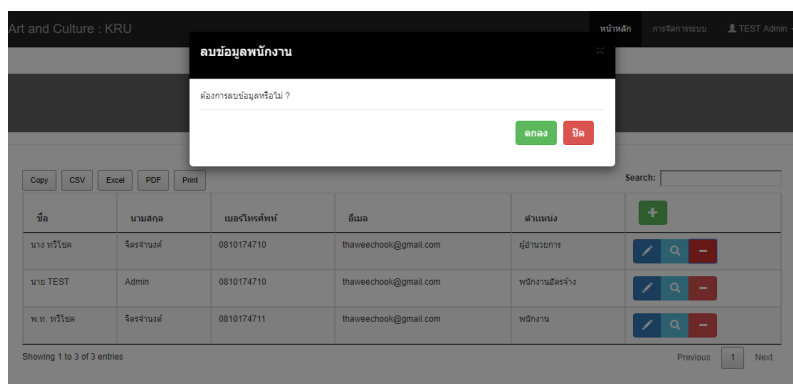 Art and Culture : KRU หน้าหลัก การจัดการระบบ TEST Admin
ลบข้อมูลพนักงาน
ต้องการลบข้อมูลหรือไม่ ?
ตกลง ปิด
Copy CSV Excel PDF Print Search:
ชื่อ นามสกุล เบอร์โทรศัพท์ อีเมล ตำแหน่ง
นาง ทวีโชค จิตรจำนงค์ 0810174710 thaweechook@gmail.com ผู้อำนวยการ
นาย TEST Admin 0810174710 thaweechook@gmail.com พนักงานอัตรจ้าง
พ.ท. ทวีโชค จิตรจำนงค์ 0810174711 thaweechook@gmail.com พนักงาน
Showing 1 to 3 of 3 entries Previous 1 Next